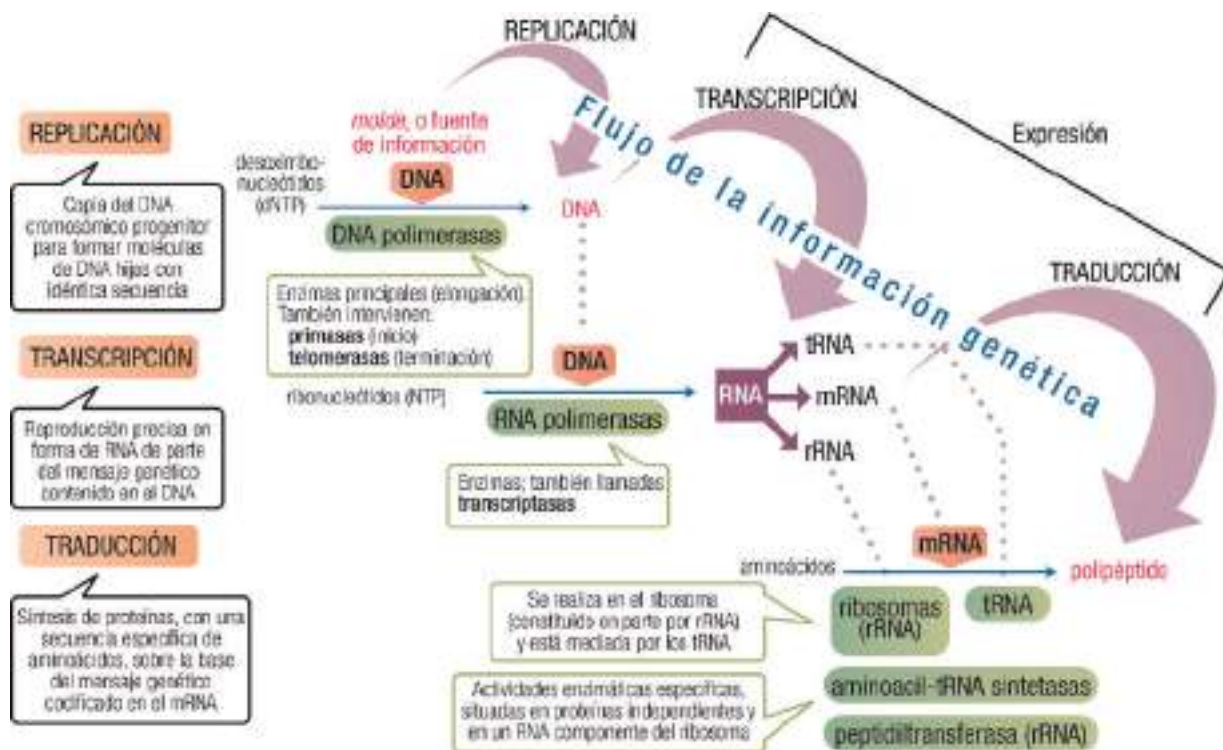 REPLICACIÓN
TRANSCRIPCIÓN
Expresión
TRADUCCIÓN
Flujo de la información genética
REPLICACIÓN
Copia del DNA
cromosómico progenitor
para formar moléculas
de DNA hijas con
idéntica secuencia
TRANSCRIPCIÓN
Reproducción precisa en
forma de RNA de parte
del mensaje genético
contenido en el DNA
TRADUCCIÓN
Síntesis de proteínas, con una
secuencia específica de
aminoácidos, sobre la base
del mensaje genético
codificado en el mRNA
molde, o fuente
de información
desoxirribo-
nucleótidos
(dNTP)
DNA
DNA
DNA polimerasas
Enzimas principales (elongación).
También intervienen:
primasas (inicio)
telomerasas (terminación)
DNA
ribonucleótidos (NTP)
RNA polimerasas
Enzimas, también llamadas
transcriptasas
RNA
tRNA
mRNA
rRNA
mRNA
aminoácidos
polipéptido
ribosomas
(rRNA)
tRNA
Se realiza en el ribosoma
(constituido en parte por rRNA)
y está mediada por los tRNA
aminoacil-tRNA sintetasas
Actividades enzimáticas específicas,
situadas en proteínas independientes y
en un RNA componente del ribosoma
peptidiltransferasa (rRNA)